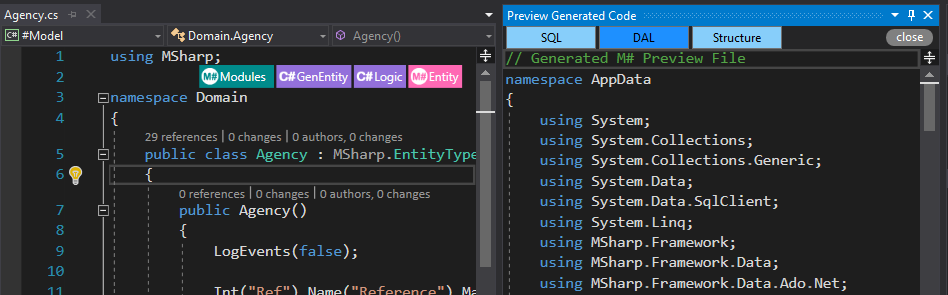 Agency.cs
#Model
Domain.Agency
Agency()
1 using MSharp;
2
M# Modules C# GenEntity C# Logic M# Entity
3 namespace Domain
4 {
29 references | 0 changes | 0 authors, 0 changes
5 public class Agency : MSharp.EntityType
6 {
0 references | 0 changes | 0 authors, 0 changes
7 public Agency()
8 {
9 LogEvents(false);
10
11 Int("Ref").Name("Reference").Ma
Preview Generated Code
SQL DAL Structure close
// Generated M# Preview File
namespace AppData
{
using System;
using System.Collections;
using System.Collections.Generic;
using System.Data;
using System.Data.SqlClient;
using System.Linq;
using MSharp.Framework;
using MSharp.Framework.Data;
using MSharp.Framework.Data.Ado.Net;